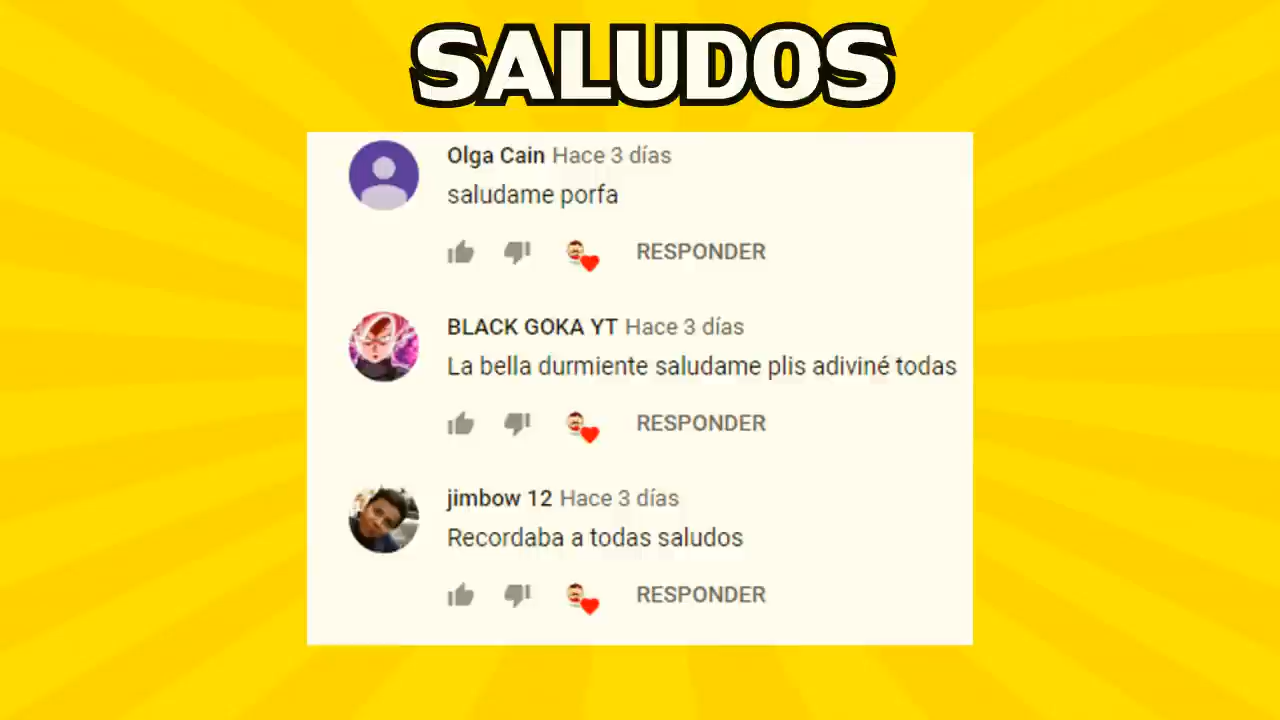 SALUDOS
Olga Cain Hace 3 días
saludame porfa
RESPONDER
BLACK GOKA YT Hace 3 días
La bella durmiente saludame plis adiviné todas
RESPONDER
jimbow 12 Hace 3 días
Recordaba a todas saludos
RESPONDER